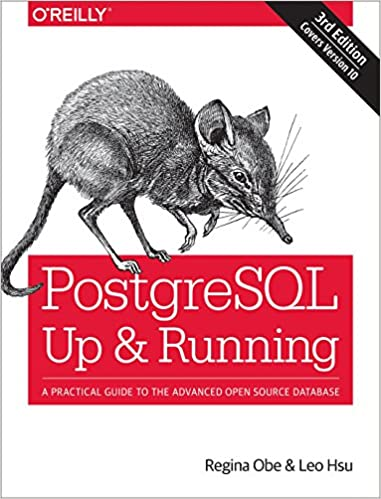 O'REILLY®
3rd Edition
Covers Version 10
PostgreSQL
Up & Running
A PRACTICAL GUIDE TO THE ADVANCED OPEN SOURCE DATABASE
Regina Obe & Leo Hsu